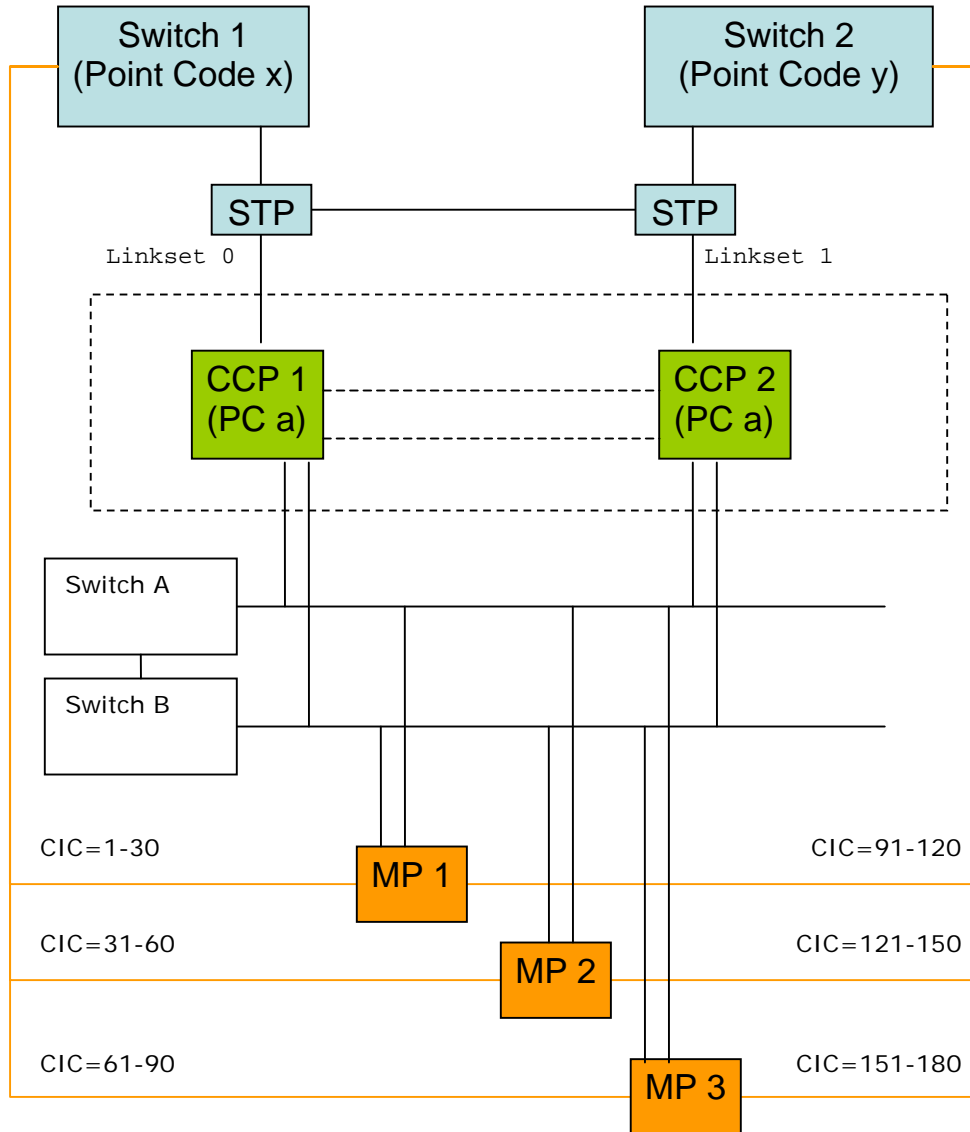 Switch 1
(Point Code x)
Switch 2
(Point Code y)
STP
STP
Linkset 0
Linkset 1
CCP 1
(PC a)
CCP 2
(PC a)
Switch A
Switch B
CIC=1-30
CIC=91-120
MP 1
CIC=31-60
CIC=121-150
MP 2
CIC=61-90
CIC=151-180
MP 3